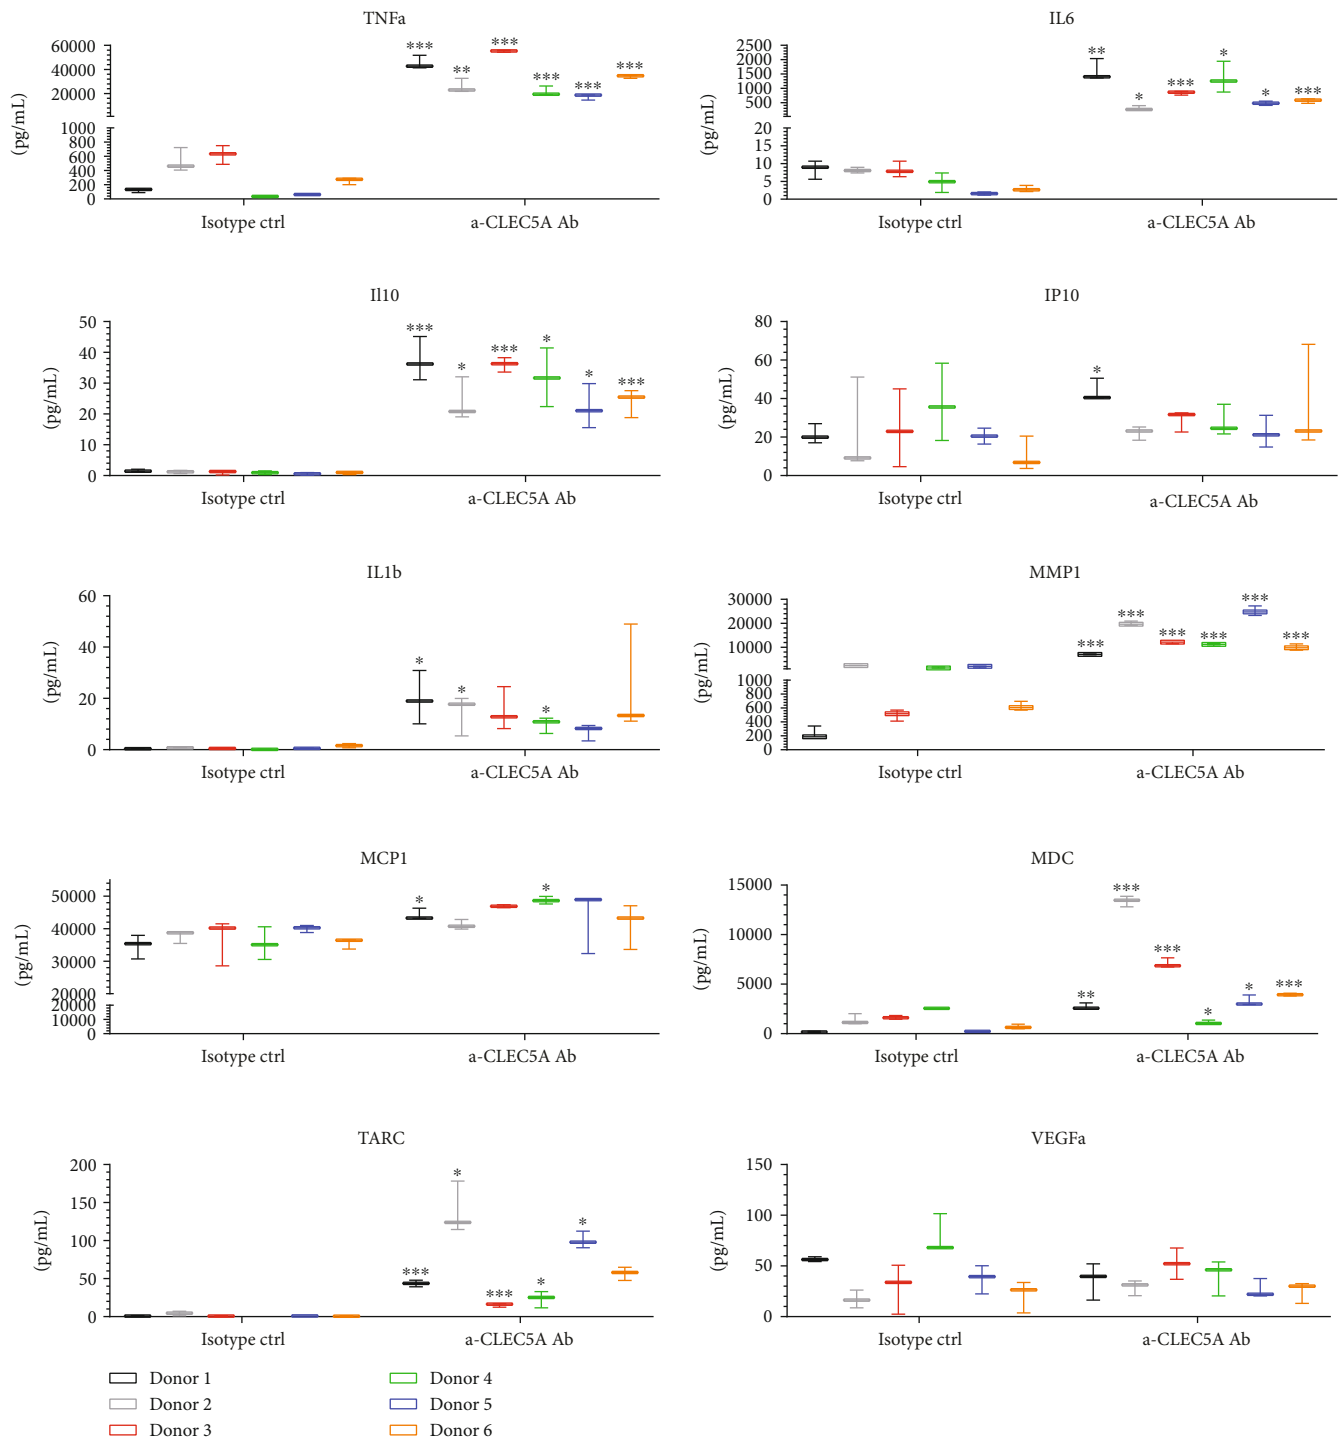 TNFa
(pg/mL)
60000
40000
20000
1000
800
600
400
200
0
*** ** *** *** *** ***
Isotype ctrl a-CLEC5A Ab
IL6
(pg/mL)
2500
2000
1500
1000
500
20
15
10
5
0
** * *** * * ***
Isotype ctrl a-CLEC5A Ab
Il10
(pg/mL)
50
40
30
20
10
0
*** * *** * * ***
Isotype ctrl a-CLEC5A Ab
IP10
(pg/mL)
80
60
40
20
0
*
Isotype ctrl a-CLEC5A Ab
IL1b
(pg/mL)
60
40
20
0
* * *
Isotype ctrl a-CLEC5A Ab
MMP1
(pg/mL)
30000
20000
10000
1000
800
600
400
200
0
*** *** *** *** *** ***
Isotype ctrl a-CLEC5A Ab
MCP1
(pg/mL)
50000
40000
30000
20000
20000
10000
0
* *
Isotype ctrl a-CLEC5A Ab
MDC
(pg/mL)
15000
10000
5000
0
** *** *** * * ***
Isotype ctrl a-CLEC5A Ab
TARC
(pg/mL)
200
150
100
50
0
*** * *** * *
Isotype ctrl a-CLEC5A Ab
VEGFa
(pg/mL)
150
100
50
0
Isotype ctrl a-CLEC5A Ab
Donor 1
Donor 2
Donor 3
Donor 4
Donor 5
Donor 6